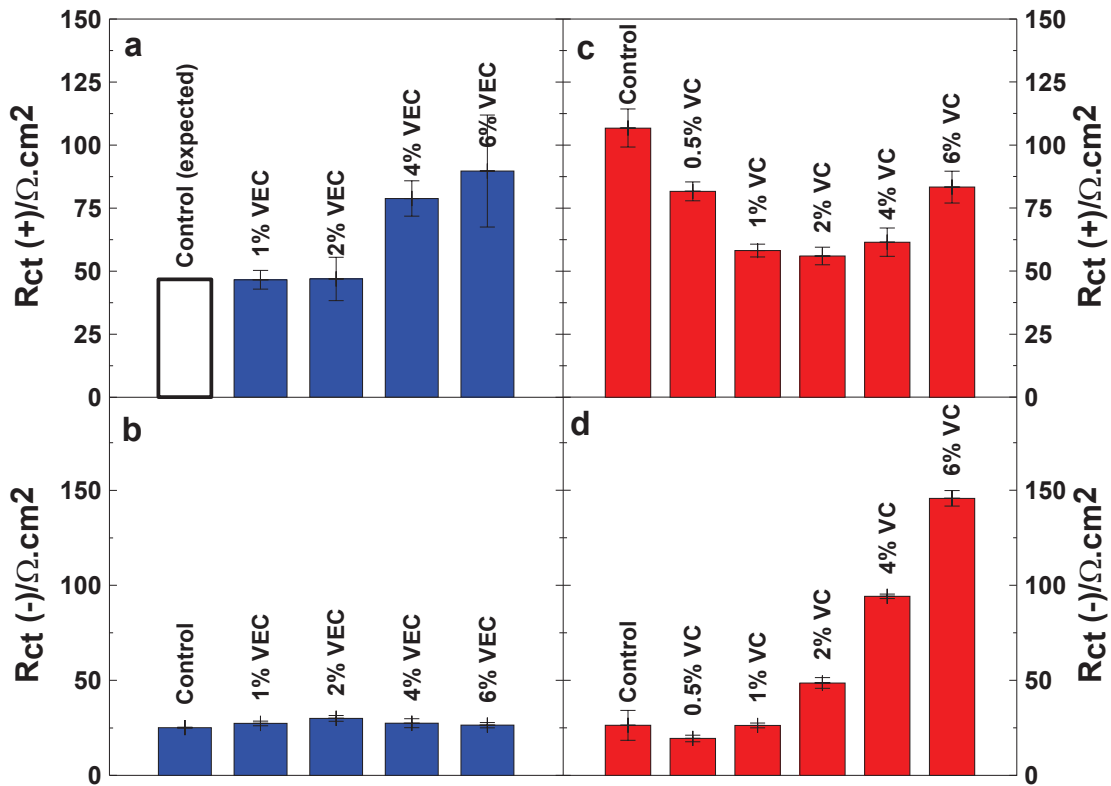 a
Rct (+)/Ω.cm2
150
125
100
75
50
25
0
Control (expected)
1% VEC
2% VEC
4% VEC
6% VEC
c
Control
0.5% VC
1% VC
2% VC
4% VC
6% VC
150
125
100
75
50
25
0
Rct (+)/Ω.cm2
b
Rct (-)/Ω.cm2
150
100
50
0
Control
1% VEC
2% VEC
4% VEC
6% VEC
d
Control
0.5% VC
1% VC
2% VC
4% VC
6% VC
150
100
50
0
Rct (-)/Ω.cm2